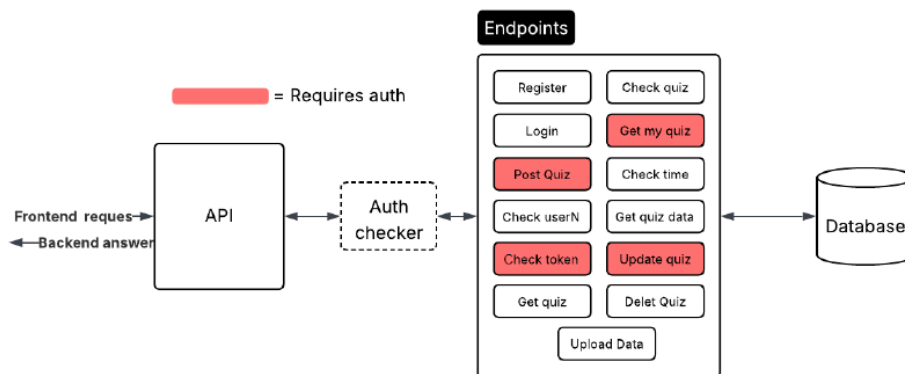 Endpoints
= Requires auth
Register
Check quiz
Login
Get my quiz
Post Quiz
Check time
Check userN
Get quiz data
Check token
Update quiz
Get quiz
Delet Quiz
Upload Data
Frontend reques
Backend answer
API
Auth
checker
Database